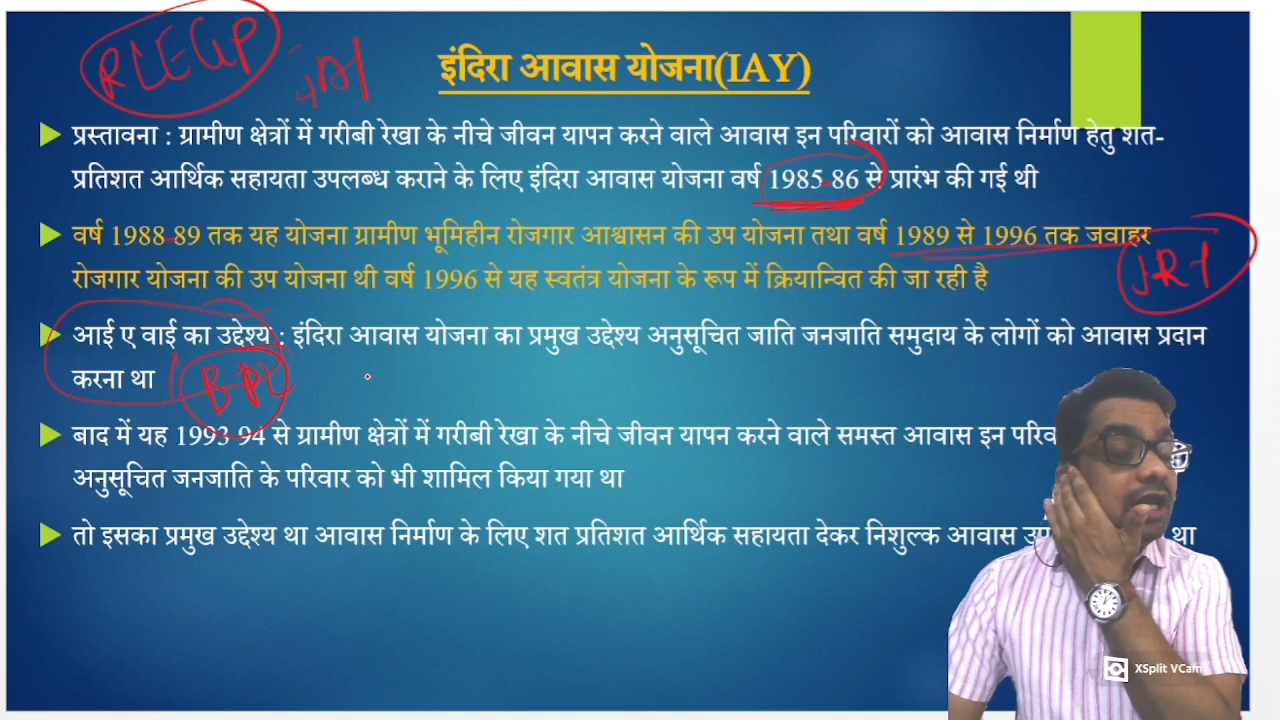 RLEGP IAY
इंदिरा आवास योजना(IAY)
प्रस्तावना : ग्रामीण क्षेत्रों में गरीबी रेखा के नीचे जीवन यापन करने वाले आवास इन परिवारों को आवास निर्माण हेतु शत-
प्रतिशत आर्थिक सहायता उपलब्ध कराने के लिए इंदिरा आवास योजना वर्ष 1985-86 से प्रारंभ की गई थी
वर्ष 1988-89 तक यह योजना ग्रामीण भूमिहीन रोजगार आश्वासन की उप योजना तथा वर्ष 1989 से 1996 तक जवाहर
रोजगार योजना की उप योजना थी वर्ष 1996 से यह स्वतंत्र योजना के रूप में क्रियान्वित की जा रही है
JRY
आई ए वाई का उद्देश्य : इंदिरा आवास योजना का प्रमुख उद्देश्य अनुसूचित जाति जनजाति समुदाय के लोगों को आवास प्रदान
करना था
BPL
बाद में यह 1993-94 से ग्रामीण क्षेत्रों में गरीबी रेखा के नीचे जीवन यापन करने वाले समस्त आवास इन
अनुसूचित जनजाति के परिवार को भी शामिल किया गया था
तो इसका प्रमुख उद्देश्य था आवास निर्माण के लिए शत प्रतिशत आर्थिक सहायता देकर निशुल्क आवास था
XSplit VCam